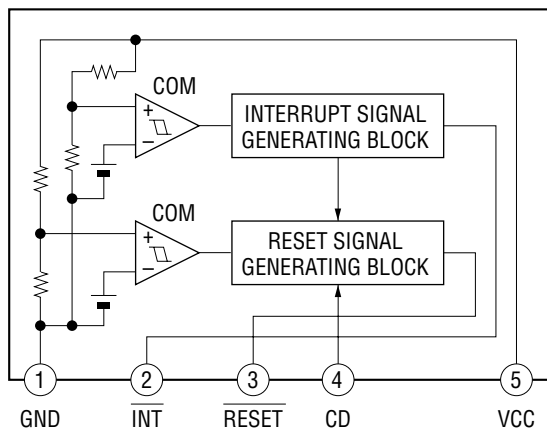 COM
+
−
INTERRUPT SIGNAL
GENERATING BLOCK
COM
+
−
RESET SIGNAL
GENERATING BLOCK
1 2 3 4 5
GND INT RESET CD VCC